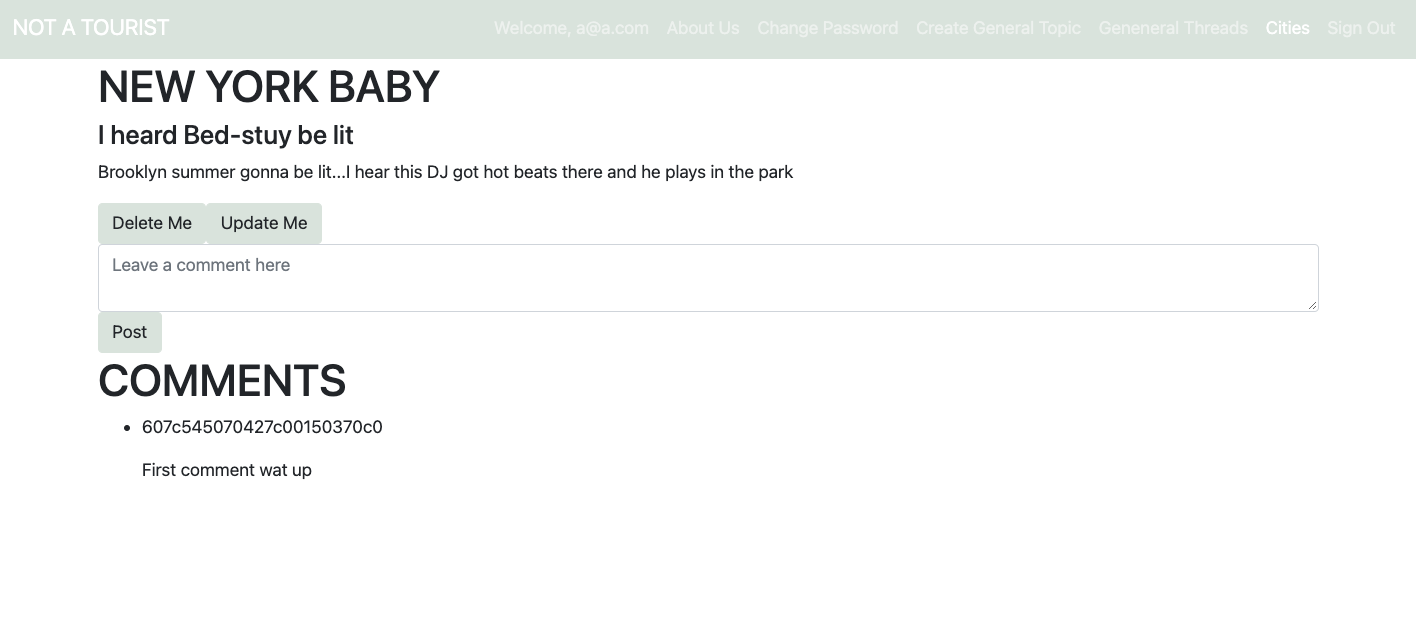 NOT A TOURIST Welcome, a@a.com About Us Change Password Create General Topic Geneneral Threads Cities Sign Out
NEW YORK BABY
I heard Bed-stuy be lit
Brooklyn summer gonna be lit...I hear this DJ got hot beats there and he plays in the park
Delete Me Update Me
Leave a comment here
Post
COMMENTS
607c545070427c00150370c0
First comment wat up